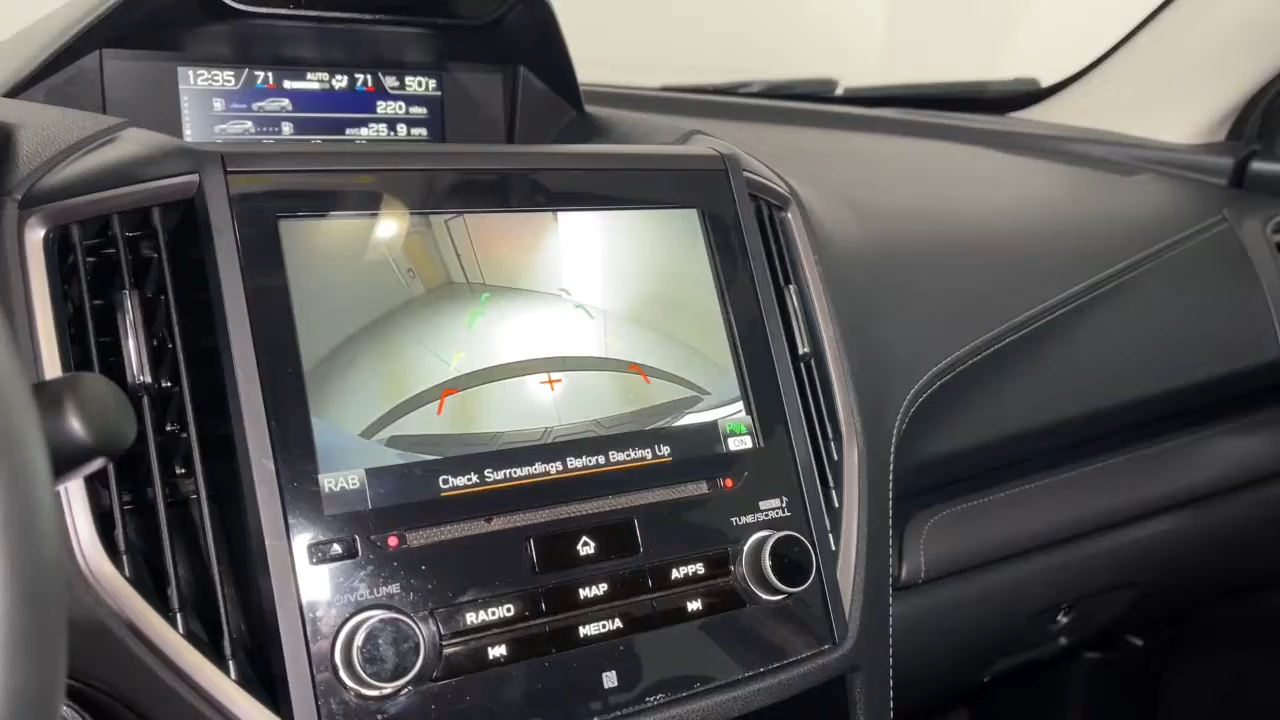 12:35 71 AUTO 71 50°F
220 miles
AVG 25.9 MPG
ON
Check Surroundings Before Backing Up
RAB
TUNE/SCROLL
VOLUME
RADIO MAP APPS
MEDIA
N